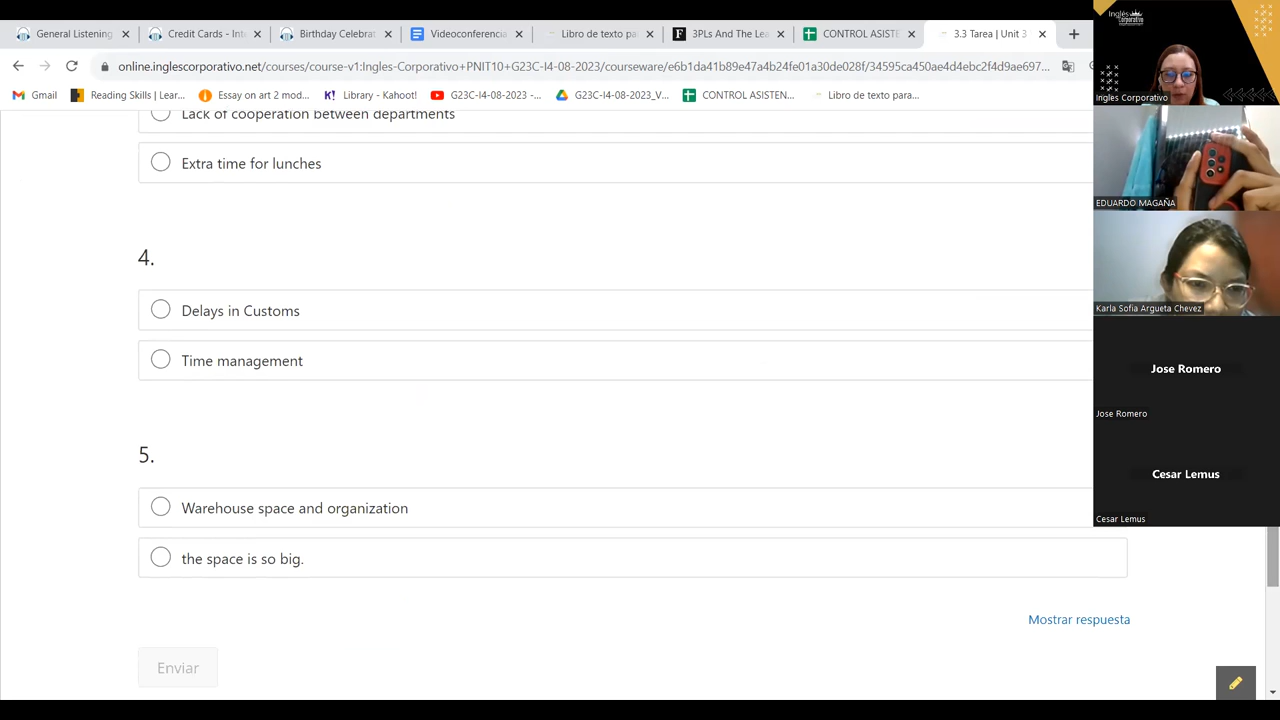 General Listening
Credit Cards - Int
Birthday Celebrat
Videoconferencia
Libro de texto pa
3PLs And The Lea
CONTROL ASISTE
3.3 Tarea | Unit 3
online.inglescorporativo.net/courses/course-v1:Ingles-Corporativo+PMT10+G23C-I4-08-2023/courseware/e6b1da41b89e47a4b24fe01a30de028f/34595ca450ae4d4ebc2f4d9ae697...
Gmail
Reading Skills | Lear...
Essay on art 2 mod...
Library - Ka
-08-2023 -...
G23C-I4-08-2023_V...
CONTROL ASISTEN...
Libro de texto para...
Lack of cooperation between departments
Extra time for lunches
4.
Delays in Customs
Time management
5.
Warehouse space and organization
the space is so big.
Mostrar respuesta
Enviar
Inglés
Corporativo
Ingles Corporativo
EDUARDO MAGAÑA
Karla Sofia Argueta Chevez
Jose Romero
Jose Romero
Cesar Lemus
Cesar Lemus